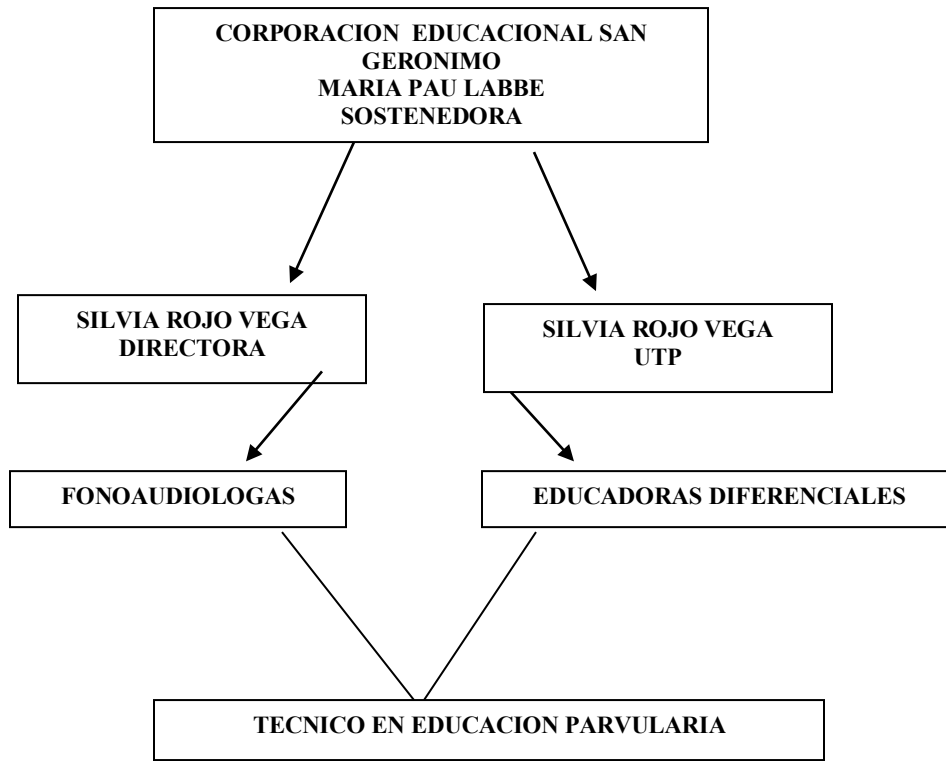 CORPORACION EDUCACIONAL SAN
GERONIMO
MARIA PAU LABBE
SOSTENEDORA
SILVIA ROJO VEGA
DIRECTORA
SILVIA ROJO VEGA
UTP
FONOAUDIOLOGAS
EDUCADORAS DIFERENCIALES
TECNICO EN EDUCACION PARVULARIA